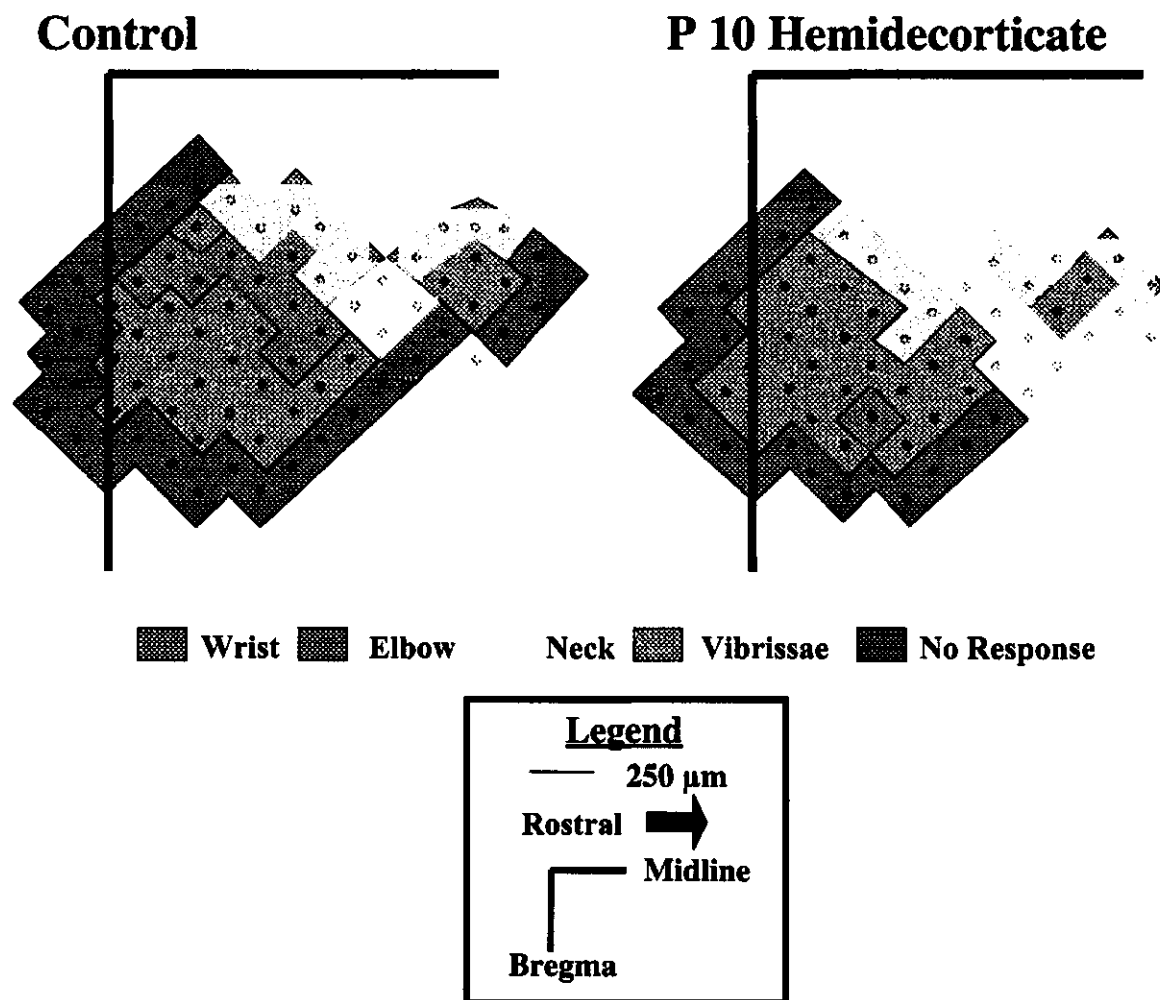 Control P 10 Hemidecorticate
Wrist Elbow Neck Vibrissae No Response
Legend
250 μm
Rostral
Midline
Bregma